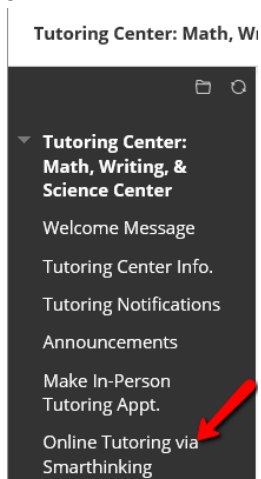 Tutoring Center: Math, W
Tutoring Center:
Math, Writing, &
Science Center
Welcome Message
Tutoring Center Info.
Tutoring Notifications
Announcements
Make In-Person
Tutoring Appt.
Online Tutoring via
Smarthinking